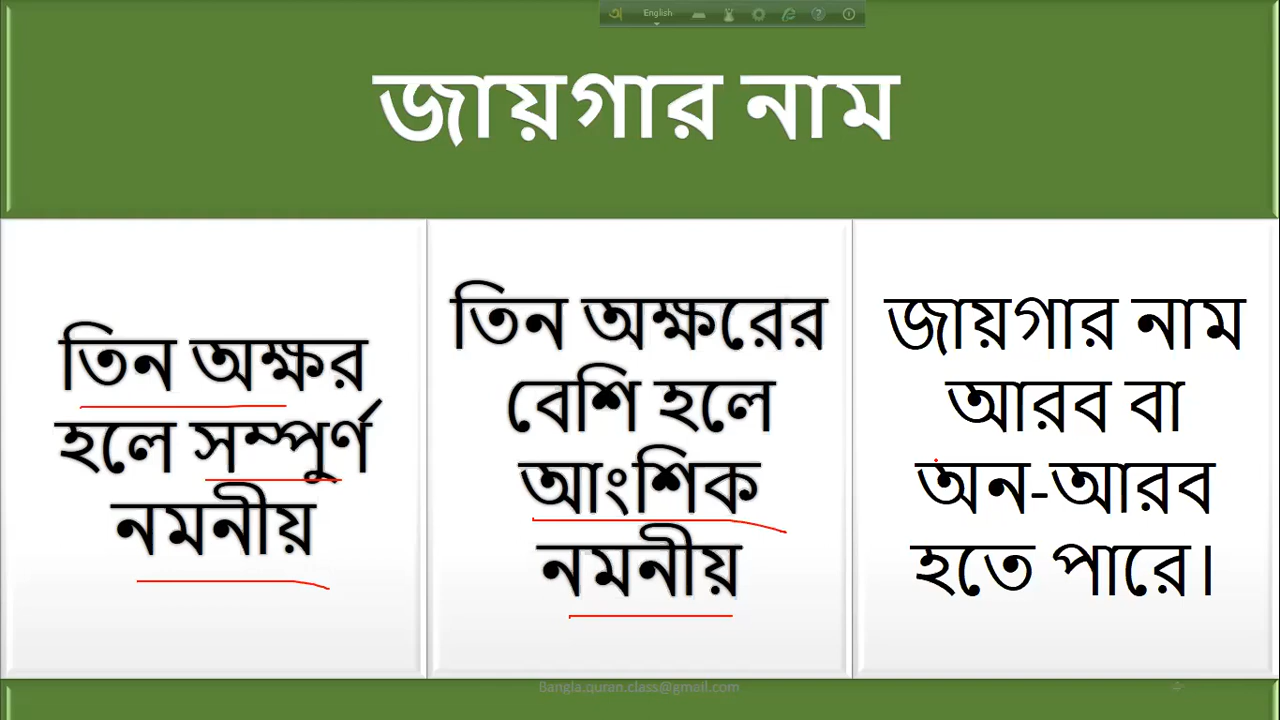 English
জায়গার নাম
তিন অক্ষর
হলে সম্পুর্ণ
নমনীয়
তিন অক্ষরের
বেশি হলে
আংশিক
নমনীয়
জায়গার নাম
আরব বা
অন-আরব
হতে পারে।
Bangla.quran.class@gmail.com